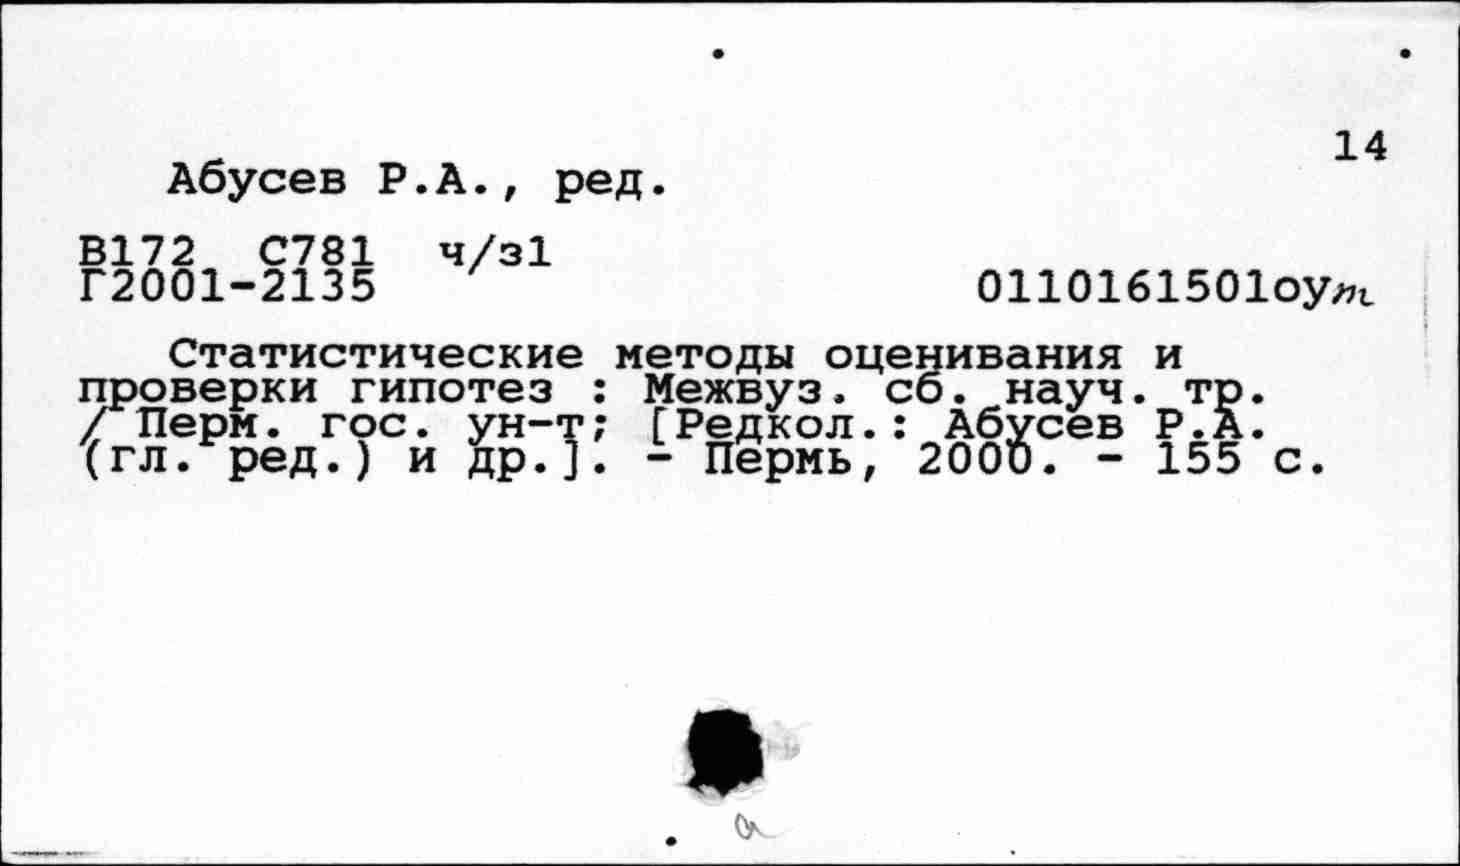 14
Абусев Р.А., ред.
В172 С781 ч/з1
Г2001-2135
0110161501оуm
Статистические методы оценивания и
проверки гипотез : Межвуз. сб. науч. тр.
/ Перм. гос. ун-т; [Редкол.: Абусев Р.А.
(гл. ред.) и др.]. - Пермь, 2000. - 155 с.